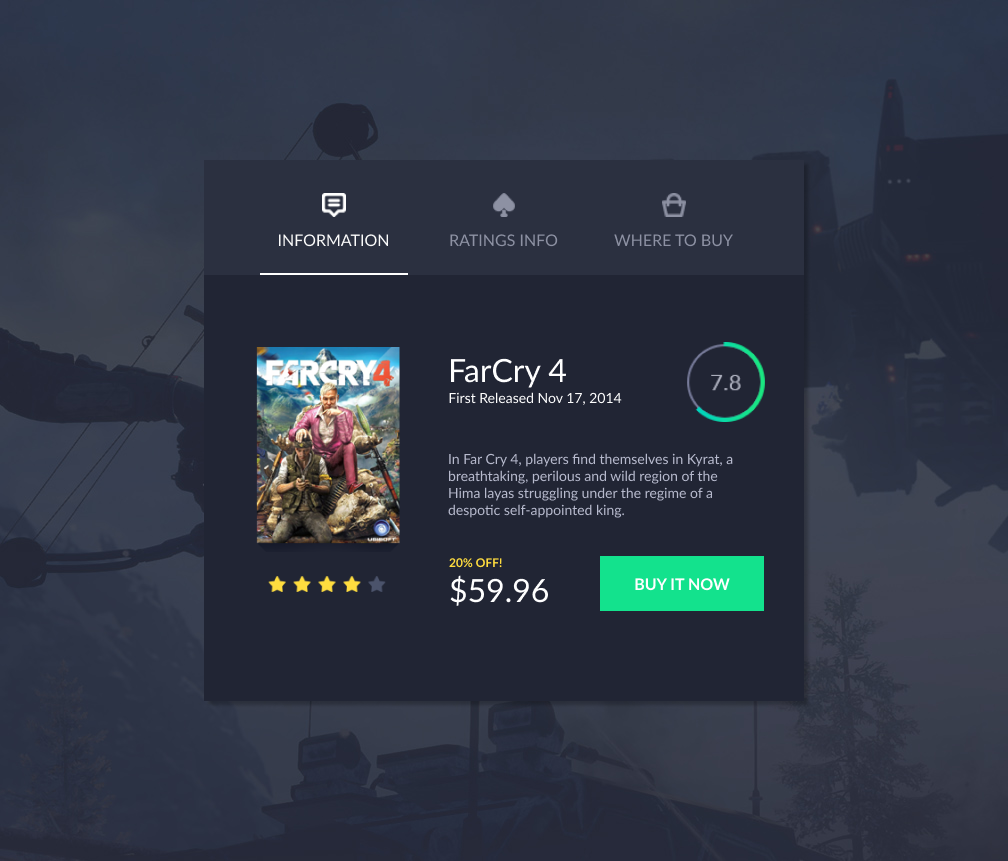 INFORMATION
RATINGS INFO
WHERE TO BUY
FARCRY4
UBISOFT
FarCry 4
First Released Nov 17, 2014
7.8
In Far Cry 4, players find themselves in Kyrat, a
breathtaking, perilous and wild region of the
Hima layas struggling under the regime of a
despotic self-appointed king.
20% OFF!
$59.96
BUY IT NOW